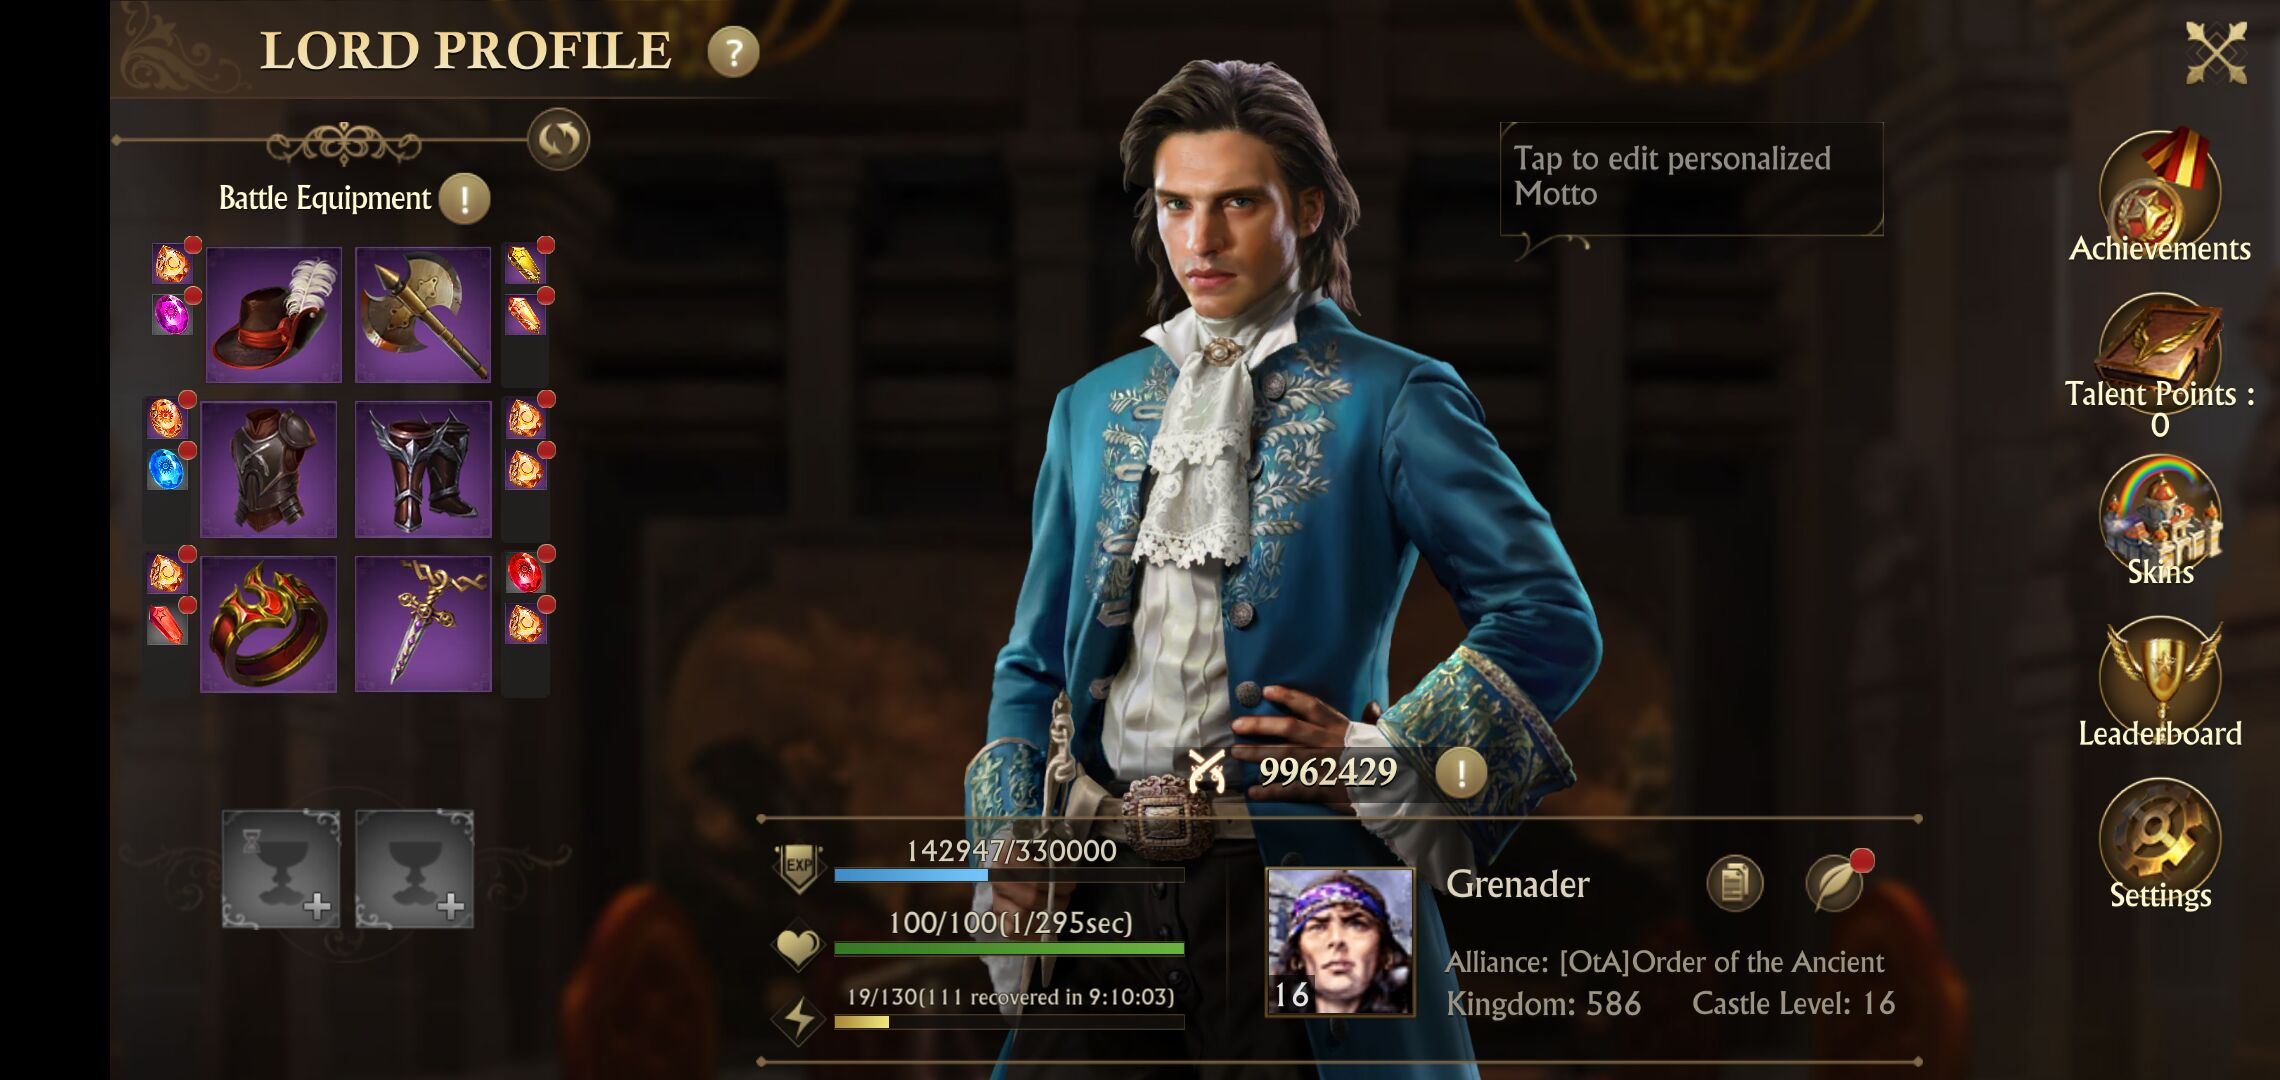 LORD PROFILE
?
Battle Equipment !
Tap to edit personalized
Motto
Achievements
Talent Points :
0
Skins
Leaderboard
Settings
9962429 !
EXP
142947/330000
100/100(1/295sec)
19/130(111 recovered in 9:10:03)
16
Grenader
Alliance: [OtA]Order of the Ancient
Kingdom: 586 Castle Level: 16